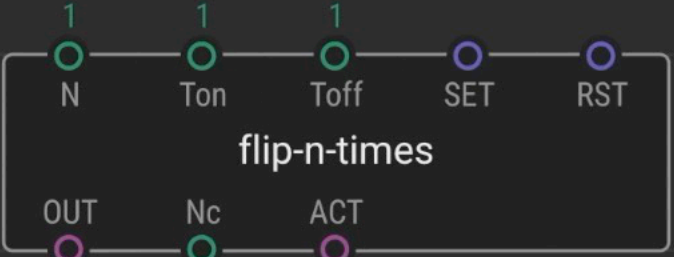 1 1 1
N Ton Toff SET RST
flip-n-times
OUT Nc ACT